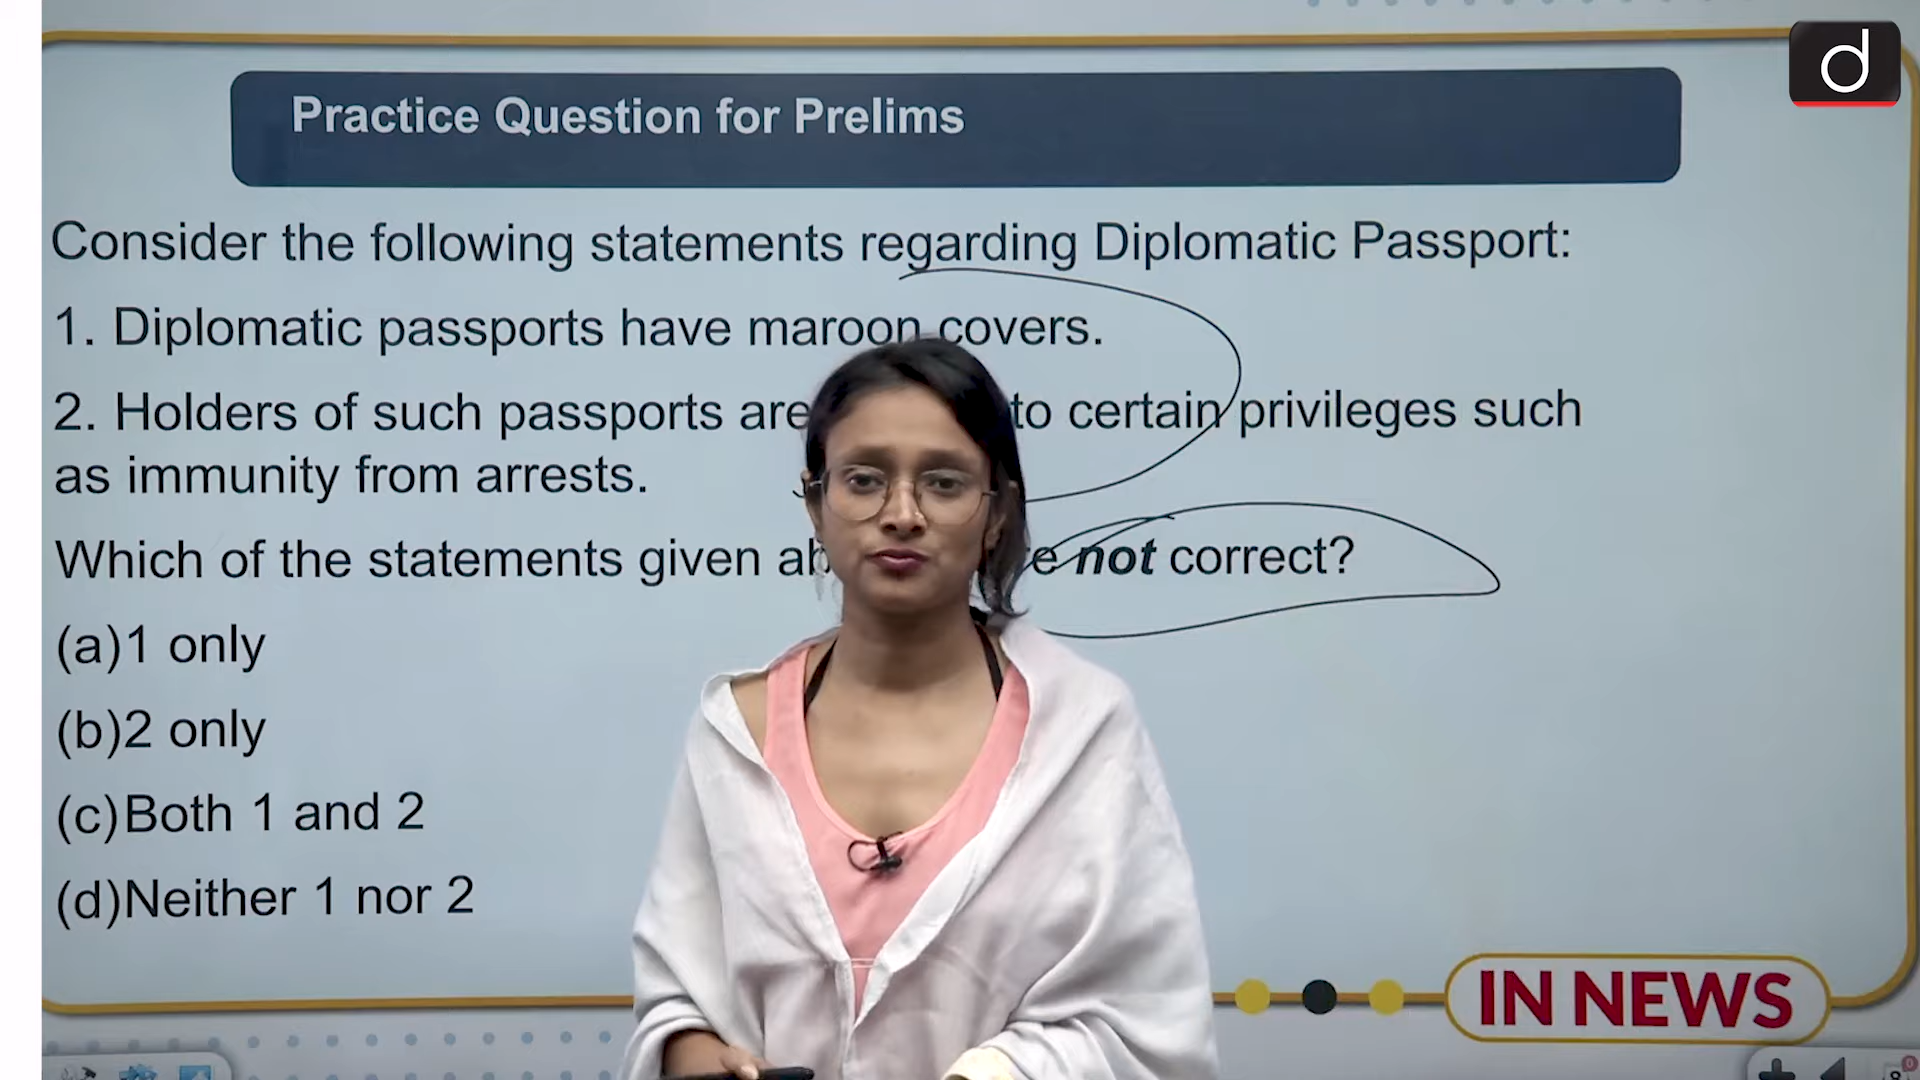 d
Practice Question for Prelims
Consider the following statements regarding Diplomatic Passport:
1. Diplomatic passports have maroon covers.
2. Holders of such passports are to certain privileges such
as immunity from arrests.
Which of the statements given not correct?
(a)1 only
(b)2 only
(c)Both 1 and 2
(d)Neither 1 nor 2
IN NEWS